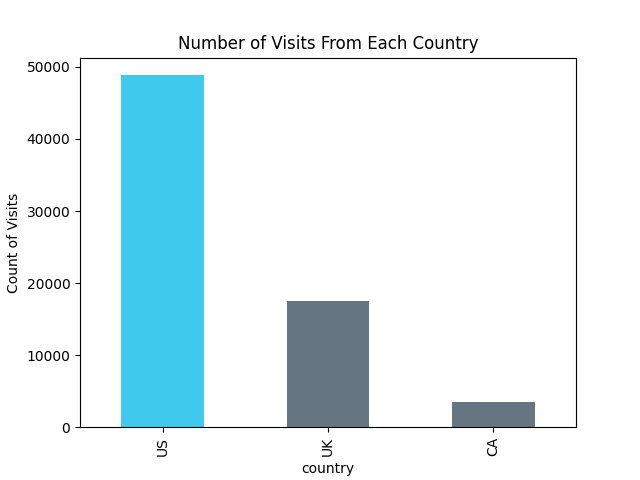 Number of Visits From Each Country
Count of Visits
50000
40000
30000
20000
10000
0
US
UK
CA
country